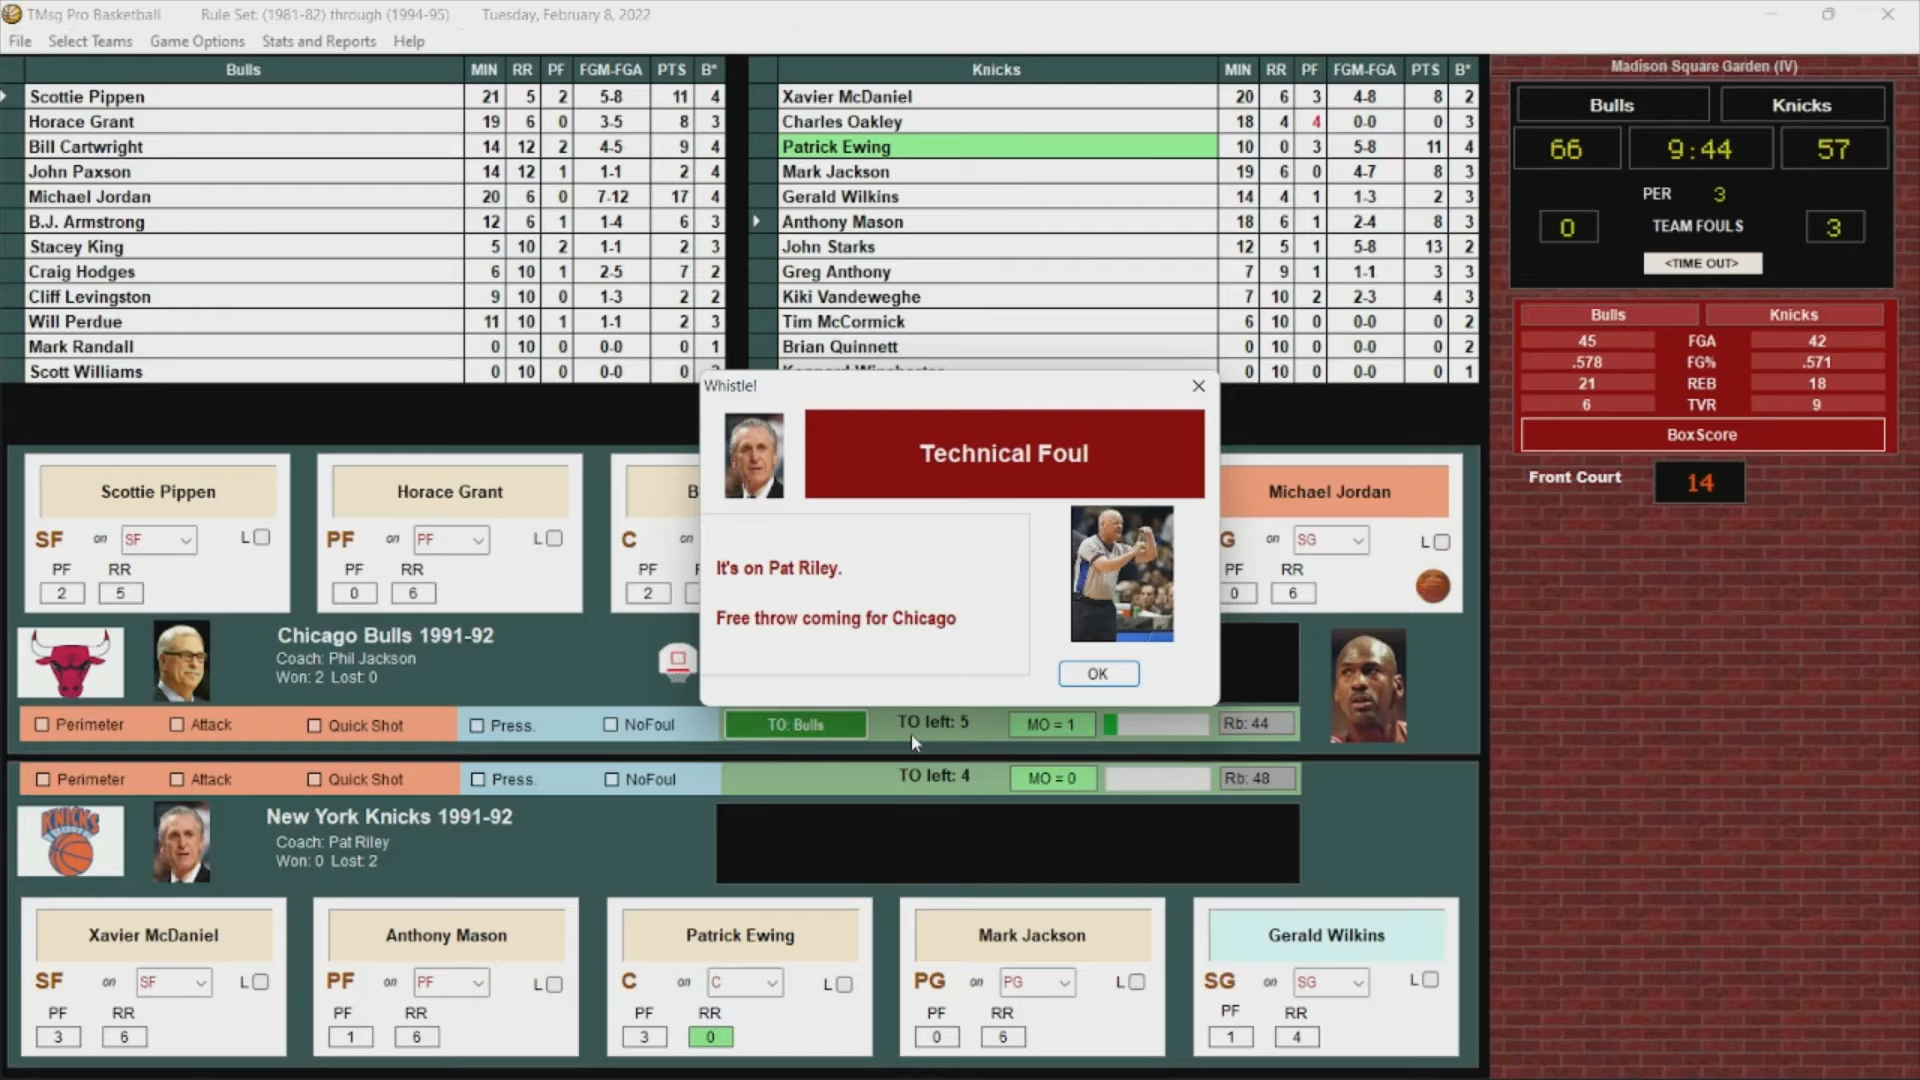 TMsg Pro Basketball Rule Set: (1981-82) through (1994-95) Tuesday, February 8, 2022
File Select Teams Game Options Stats and Reports Help
Bulls MIN RR PF FGM-FGA PTS B*
Scottie Pippen 21 5 2 5-8 11 4
Horace Grant 19 6 0 3-5 8 3
Bill Cartwright 14 12 2 4-5 9 4
John Paxson 14 12 1 1-1 2 4
Michael Jordan 20 6 0 7-12 17 4
B.J. Armstrong 12 6 1 1-4 6 3
Stacey King 5 10 2 1-1 2 3
Craig Hodges 6 10 1 2-5 7 2
Cliff Levingston 9 10 0 1-3 2 2
Will Perdue 11 10 1 1-1 2 3
Mark Randall 0 10 0 0-0 0 1
Scott Williams 0 10 0 0-0 0
Knicks MIN RR PF FGM-FGA PTS B*
Xavier McDaniel 20 6 3 4-8 8 2
Charles Oakley 18 4 4 0-0 0 3
Patrick Ewing 10 0 3 5-8 11 4
Mark Jackson 19 6 0 4-7 8 3
Gerald Wilkins 14 4 1 1-3 2 3
Anthony Mason 18 6 1 2-4 8 3
John Starks 12 5 1 5-8 13 2
Greg Anthony 7 9 1 1-1 3 3
Kiki Vandeweghe 7 10 2 2-3 4 3
Tim McCormick 6 10 0 0-0 0 2
Brian Quinnett 0 10 0 0-0 0 2
0 10 0 0-0 0 1
Madison Square Garden (IV)
Bulls Knicks
66 9:44 57
PER 3
0 TEAM FOULS 3
<TIME OUT>
Bulls Knicks
45 FGA 42
.578 FG% .571
21 REB 18
6 TVR 9
BoxScore
Front Court 14
Whistle!
Technical Foul
It's on Pat Riley.
Free throw coming for Chicago
OK
Scottie Pippen
SF on SF L
PF RR
2 5
Horace Grant
PF on PF L
PF RR
0 6
B
C on
PF
2
Michael Jordan
G on SG L
PF RR
0 6
Chicago Bulls 1991-92
Coach: Phil Jackson
Won: 2 Lost: 0
Perimeter Attack Quick Shot Press. NoFoul TO: Bulls TO left: 5 MO = 1 Rb: 44
Perimeter Attack Quick Shot Press. NoFoul TO left: 4 MO = 0 Rb: 48
KNICKS
New York Knicks 1991-92
Coach: Pat Riley
Won: 0 Lost: 2
Xavier McDaniel
SF on SF L
PF RR
3 6
Anthony Mason
PF on PF L
PF RR
1 6
Patrick Ewing
C on C L
PF RR
3 0
Mark Jackson
PG on PG L
PF RR
0 6
Gerald Wilkins
SG on SG L
PF RR
1 4